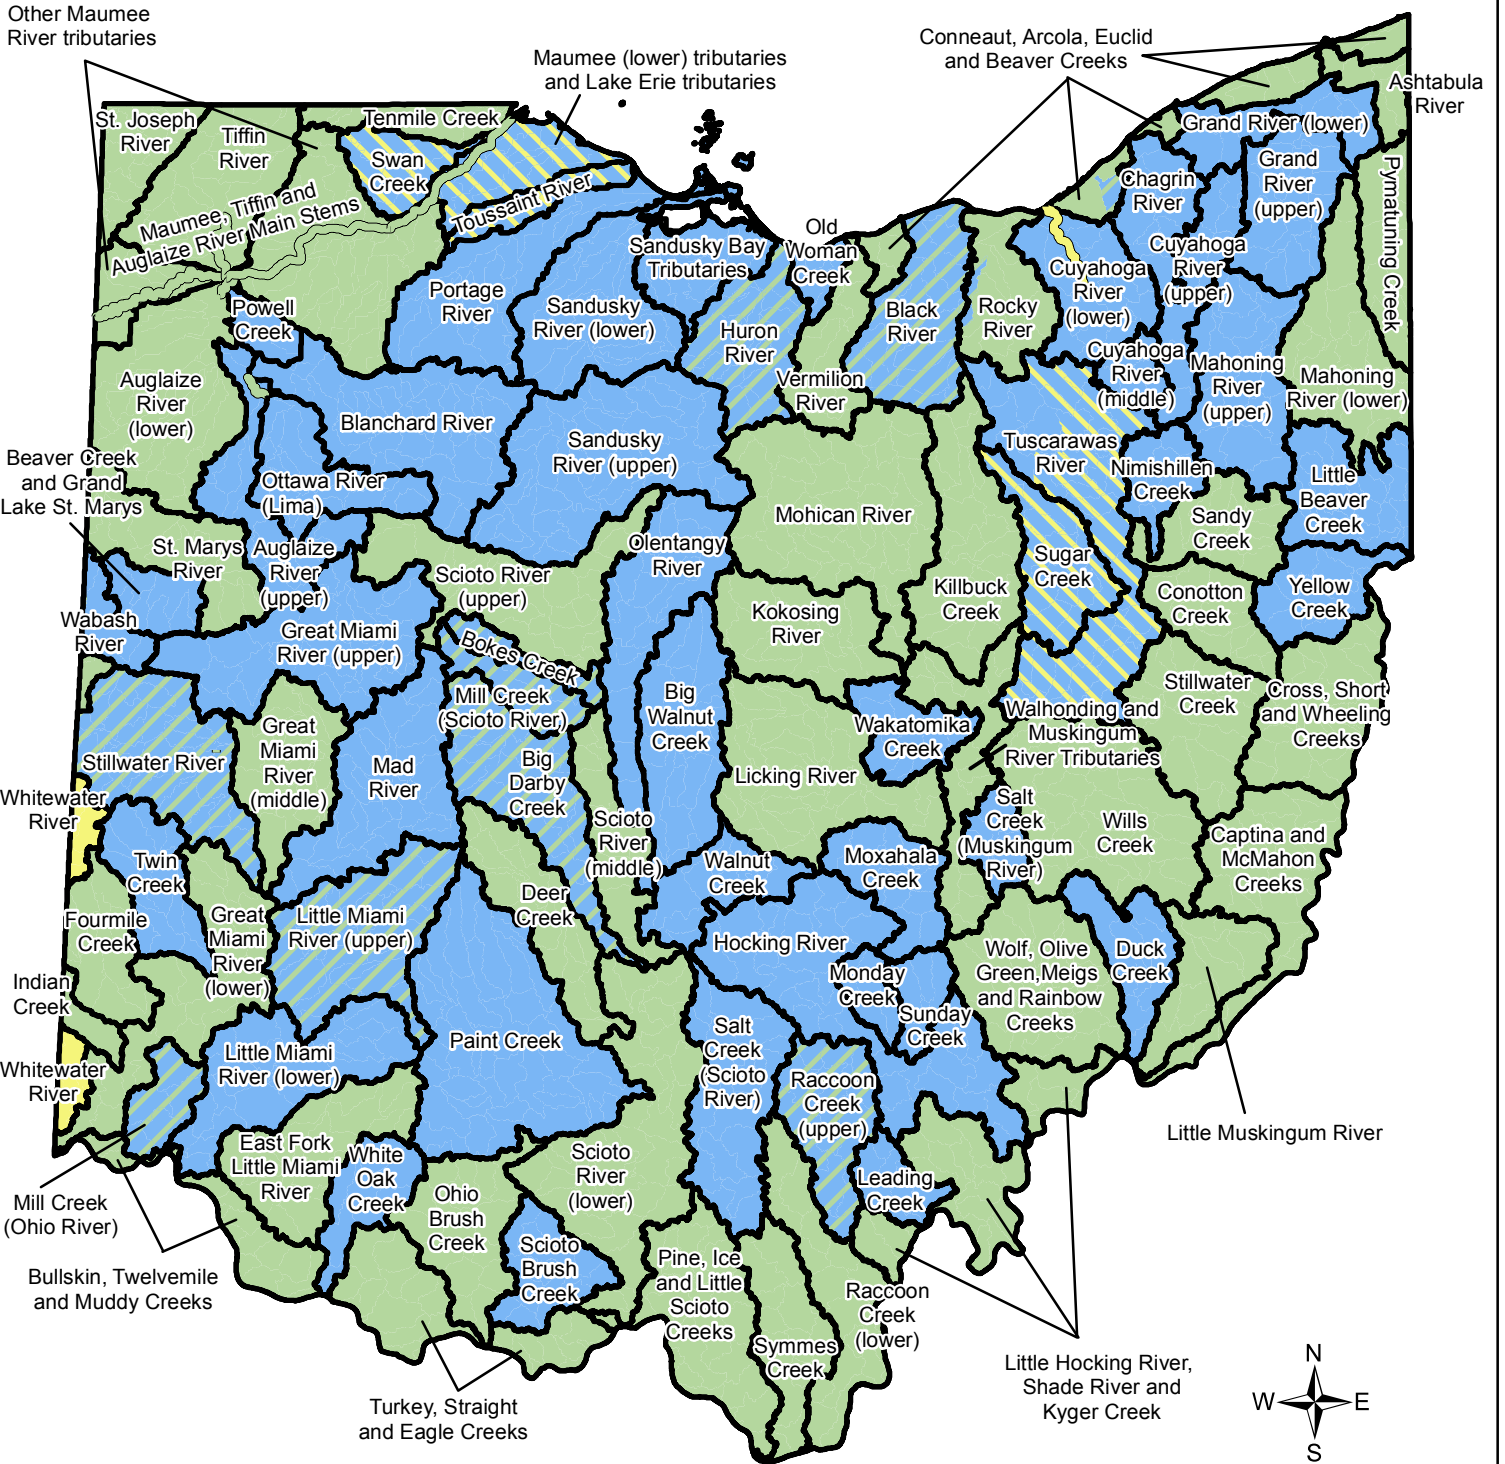 Other Maumee
River tributaries
Maumee (lower) tributaries
and Lake Erie tributaries
Conneaut, Arcola, Euclid
and Beaver Creeks
Ashtabula
River
St. Joseph
River
Tiffin
River
Tenmile Creek
Swan
Creek
Toussaint River
Maumee, Tiffin and
Auglaize River Main Stems
Grand River (lower)
Grand
River
(upper)
Chagrin
River
Pymatuning Creek
Old
Woman
Creek
Sandusky Bay
Tributaries
Cuyahoga
River
(upper)
Cuyahoga
River
(lower)
Powell
Creek
Portage
River
Sandusky
River (lower)
Huron
River
Black
River
Rocky
River
Cuyahoga
River
(middle)
Mahoning
River
(upper)
Mahoning
River (lower)
Auglaize
River
(lower)
Vermilion
River
Blanchard River
Sandusky
River (upper)
Tuscarawas
River
Nimishillen
Creek
Little
Beaver
Creek
Beaver Creek
and Grand
Lake St. Marys
Ottawa River
(Lima)
Mohican River
Sandy
Creek
St. Marys
River
Auglaize
River
(upper)
Olentangy
River
Sugar
Creek
Scioto River
(upper)
Killbuck
Creek
Conotton
Creek
Yellow
Creek
Wabash
River
Great Miami
River (upper)
Kokosing
River
Bokes Creek
Mill Creek
(Scioto River)
Big
Walnut
Creek
Wakatomika
Creek
Walhonding and
Muskingum
River Tributaries
Stillwater
Creek
Cross, Short
and Wheeling
Creeks
Stillwater River
Great
Miami
River
(middle)
Mad
River
Big
Darby
Creek
Licking River
Whitewater
River
Scioto
River
(middle)
Salt
Creek
(Muskingum
River)
Wills
Creek
Captina and
McMahon
Creeks
Twin
Creek
Walnut
Creek
Moxahala
Creek
Deer
Creek
Fourmile
Creek
Great
Miami
River
(lower)
Little Miami
River (upper)
Hocking River
Wolf, Olive
Green,Meigs
and Rainbow
Creeks
Duck
Creek
Indian
Creek
Monday
Creek
Sunday
Creek
Paint Creek
Salt
Creek
(Scioto
River)
Little Miami
River (lower)
Whitewater
River
Raccoon
Creek
(upper)
Little Muskingum River
East Fork
Little Miami
River
White
Oak
Creek
Scioto
River
(lower)
Leading
Creek
Mill Creek
(Ohio River)
Ohio
Brush
Creek
Scioto
Brush
Creek
Pine, Ice
and Little
Scioto
Creeks
Bullskin, Twelvemile
and Muddy Creeks
Raccoon
Creek
(lower)
Symmes
Creek
Little Hocking River,
Shade River and
Kyger Creek
Turkey, Straight
and Eagle Creeks
N
W E
S